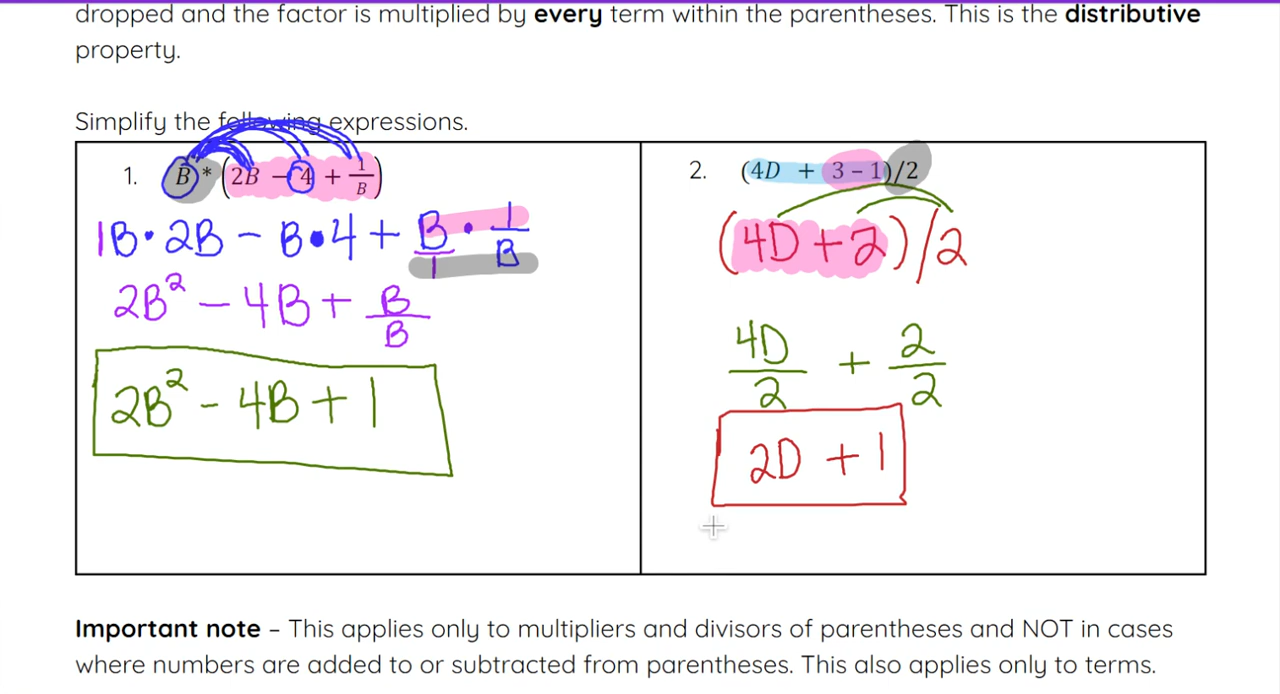 dropped and the factor is multiplied by every term within the parentheses. This is the distributive
property.
Simplify the following expressions.
1. B * (2B − 4 + 1/B)
1B · 2B − B · 4 + B/1 · 1/B
2B² − 4B + B/B
2B² − 4B + 1
2. (4D + 3 − 1)/2
(4D + 2)/2
4D/2 + 2/2
2D + 1
Important note – This applies only to multipliers and divisors of parentheses and NOT in cases
where numbers are added to or subtracted from parentheses. This also applies only to terms.